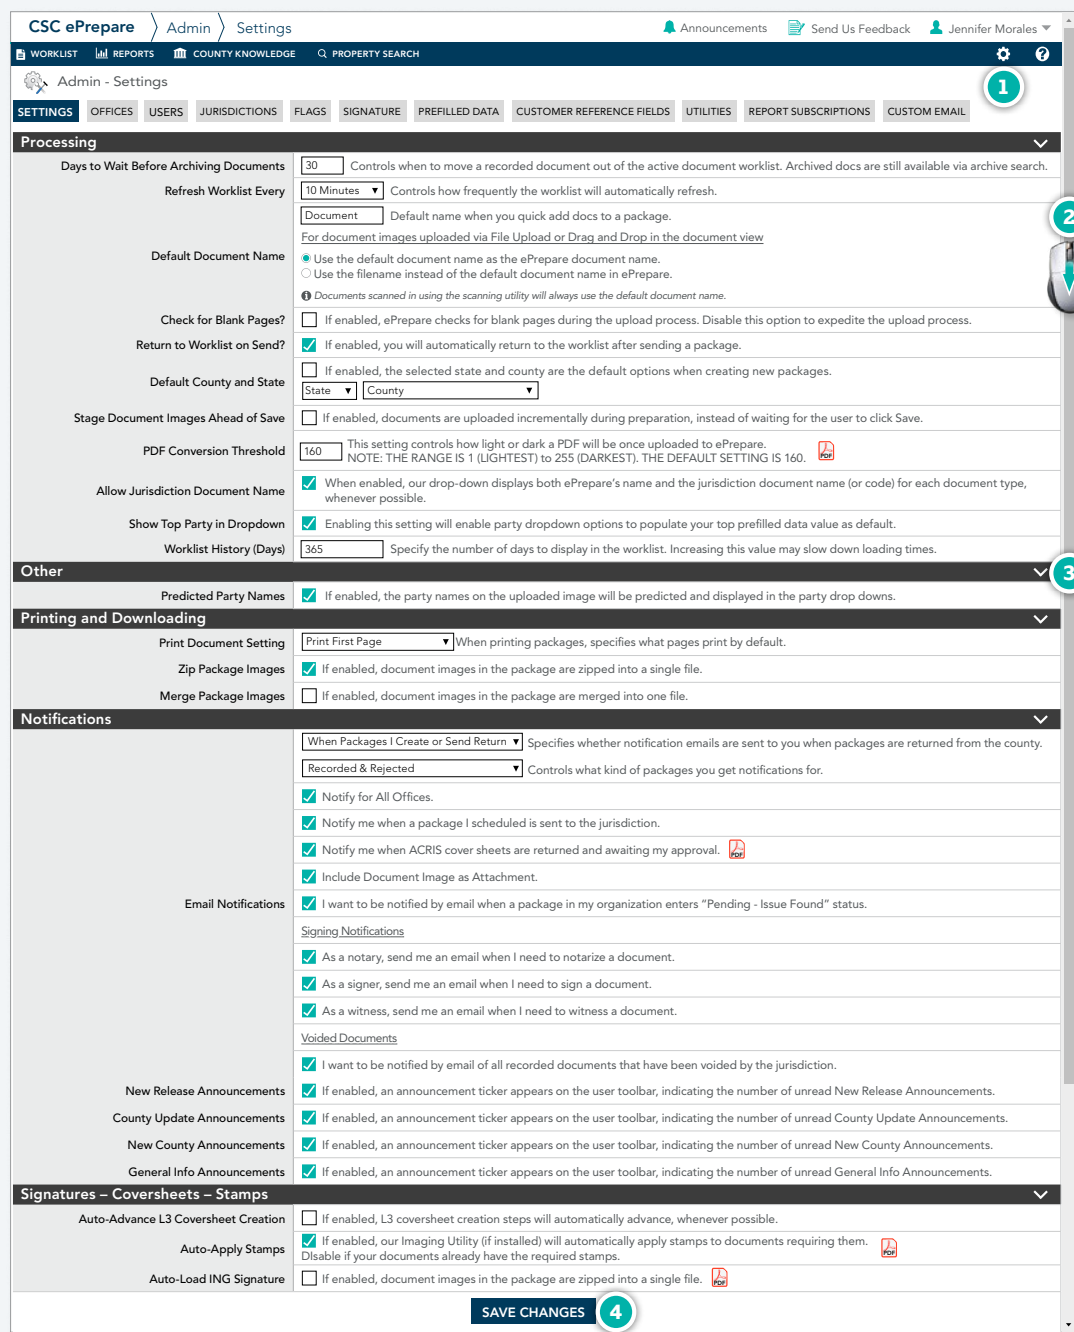 CSC ePrepare Admin Settings Announcements Send Us Feedback Jennifer Morales
WORKLIST REPORTS COUNTY KNOWLEDGE PROPERTY SEARCH
Admin - Settings
1
SETTINGS OFFICES USERS JURISDICTIONS FLAGS SIGNATURE PREFILLED DATA CUSTOMER REFERENCE FIELDS UTILITIES REPORT SUBSCRIPTIONS CUSTOM EMAIL
Processing
Days to Wait Before Archiving Documents 30 Controls when to move a recorded document out of the active document worklist. Archived docs are still available via archive search.
Refresh Worklist Every 10 Minutes Controls how frequently the worklist will automatically refresh.
Document Default name when you quick add docs to a package.
2
For document images uploaded via File Upload or Drag and Drop in the document view
Default Document Name Use the default document name as the ePrepare document name.
Use the filename instead of the default document name in ePrepare.
Documents scanned in using the scanning utility will always use the default document name.
Check for Blank Pages? If enabled, ePrepare checks for blank pages during the upload process. Disable this option to expedite the upload process.
Return to Worklist on Send? If enabled, you will automatically return to the worklist after sending a package.
Default County and State If enabled, the selected state and county are the default options when creating new packages.
State County
Stage Document Images Ahead of Save If enabled, documents are uploaded incrementally during preparation, instead of waiting for the user to click Save.
PDF Conversion Threshold 160 This setting controls how light or dark a PDF will be once uploaded to ePrepare.
NOTE: THE RANGE IS 1 (LIGHTEST) to 255 (DARKEST). THE DEFAULT SETTING IS 160. PDF
Allow Jurisdiction Document Name When enabled, our drop-down displays both ePrepare's name and the jurisdiction document name (or code) for each document type,
whenever possible.
Show Top Party in Dropdown Enabling this setting will enable party dropdown options to populate your top prefilled data value as default.
Worklist History (Days) 365 Specify the number of days to display in the worklist. Increasing this value may slow down loading times.
Other 3
Predicted Party Names If enabled, the party names on the uploaded image will be predicted and displayed in the party drop downs.
Printing and Downloading
Print Document Setting Print First Page When printing packages, specifies what pages print by default.
Zip Package Images If enabled, document images in the package are zipped into a single file.
Merge Package Images If enabled, document images in the package are merged into one file.
Notifications
When Packages I Create or Send Return Specifies whether notification emails are sent to you when packages are returned from the county.
Recorded & Rejected Controls what kind of packages you get notifications for.
Notify for All Offices.
Notify me when a package I scheduled is sent to the jurisdiction.
Notify me when ACRIS cover sheets are returned and awaiting my approval. PDF
Include Document Image as Attachment.
Email Notifications I want to be notified by email when a package in my organization enters “Pending - Issue Found” status.
Signing Notifications
As a notary, send me an email when I need to notarize a document.
As a signer, send me an email when I need to sign a document.
As a witness, send me an email when I need to witness a document.
Voided Documents
I want to be notified by email of all recorded documents that have been voided by the jurisdiction.
New Release Announcements If enabled, an announcement ticker appears on the user toolbar, indicating the number of unread New Release Announcements.
County Update Announcements If enabled, an announcement ticker appears on the user toolbar, indicating the number of unread County Update Announcements.
New County Announcements If enabled, an announcement ticker appears on the user toolbar, indicating the number of unread New County Announcements.
General Info Announcements If enabled, an announcement ticker appears on the user toolbar, indicating the number of unread General Info Announcements.
Signatures – Coversheets – Stamps
Auto-Advance L3 Coversheet Creation If enabled, L3 coversheet creation steps will automatically advance, whenever possible.
Auto-Apply Stamps If enabled, our Imaging Utility (if installed) will automatically apply stamps to documents requiring them.
DIsable if your documents already have the required stamps. PDF
Auto-Load ING Signature If enabled, document images in the package are zipped into a single file. PDF
SAVE CHANGES 4